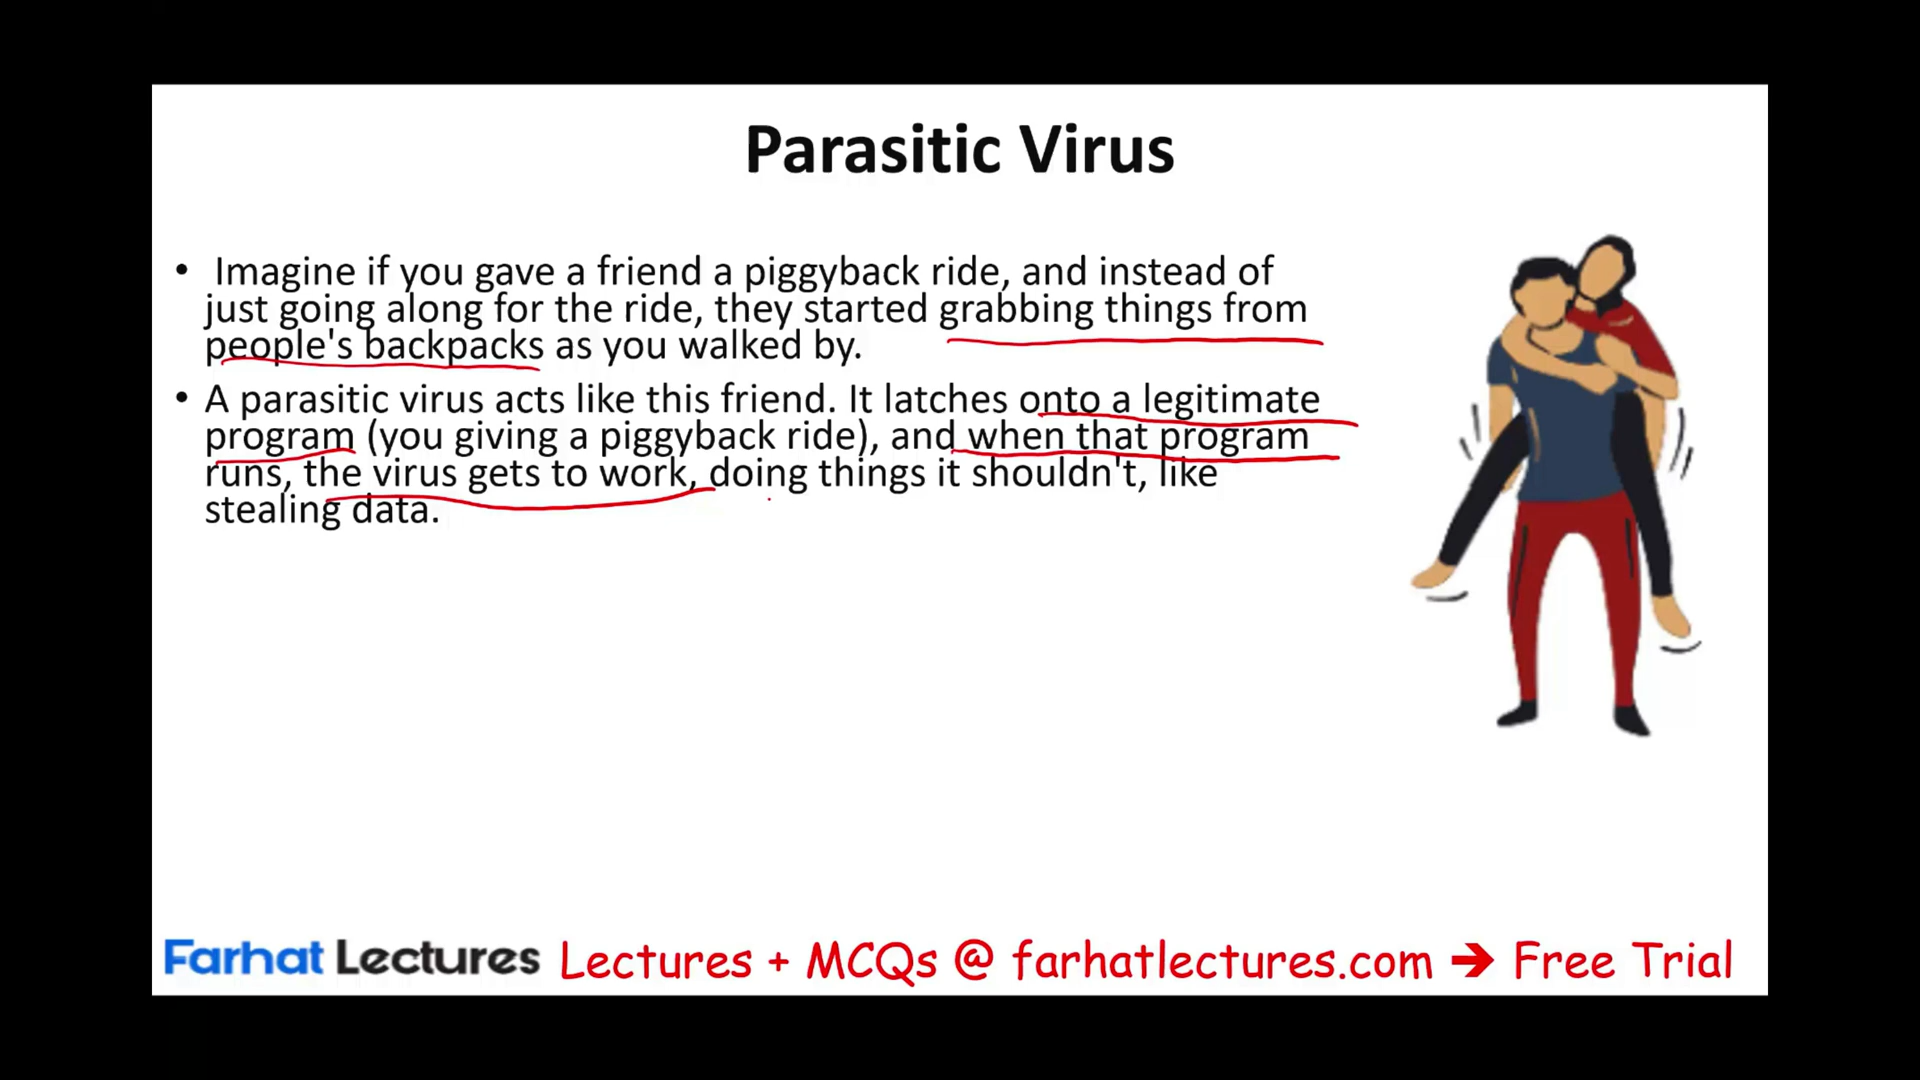 Parasitic Virus
• Imagine if you gave a friend a piggyback ride, and instead of
just going along for the ride, they started grabbing things from
people's backpacks as you walked by.
• A parasitic virus acts like this friend. It latches onto a legitimate
program (you giving a piggyback ride), and when that program
runs, the virus gets to work, doing things it shouldn't, like
stealing data.
Farhat Lectures Lectures + MCQs @ farhatlectures.com ➔ Free Trial